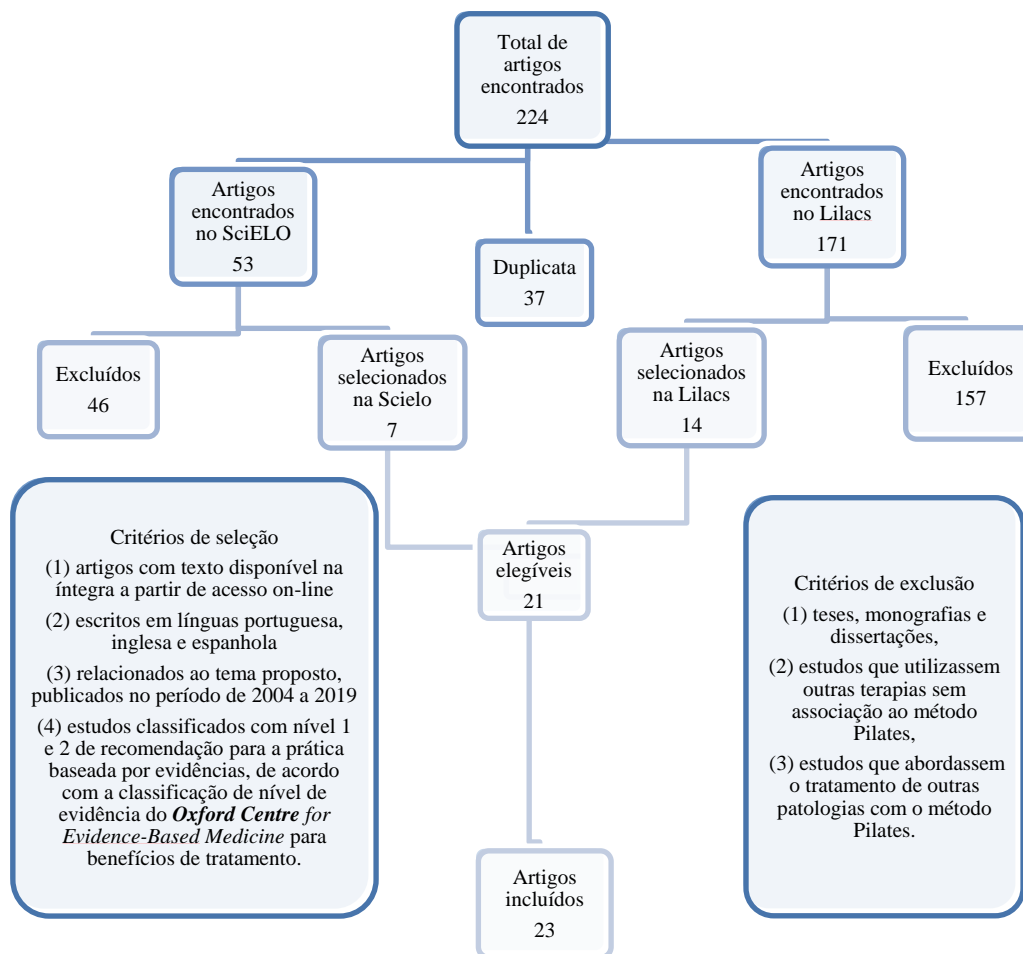 Total de
artigos
encontrados
224
Artigos
encontrados
no SciELO
53
Duplicata
37
Artigos
encontrados
no Lilacs
171
Excluídos
46
Artigos
selecionados
na Scielo
7
Artigos
selecionados
na Lilacs
14
Excluídos
157
Critérios de seleção
(1) artigos com texto disponível na
íntegra a partir de acesso on-line
(2) escritos em línguas portuguesa,
inglesa e espanhola
(3) relacionados ao tema proposto,
publicados no período de 2004 a 2019
(4) estudos classificados com nível 1
e 2 de recomendação para a prática
baseada por evidências, de acordo
com a classificação de nível de
evidência do Oxford Centre for
Evidence-Based Medicine para
benefícios de tratamento.
Artigos
elegíveis
21
Critérios de exclusão
(1) teses, monografias e
dissertações,
(2) estudos que utilizassem
outras terapias sem
associação ao método
Pilates,
(3) estudos que abordassem
o tratamento de outras
patologias com o método
Pilates.
Artigos
incluídos
23